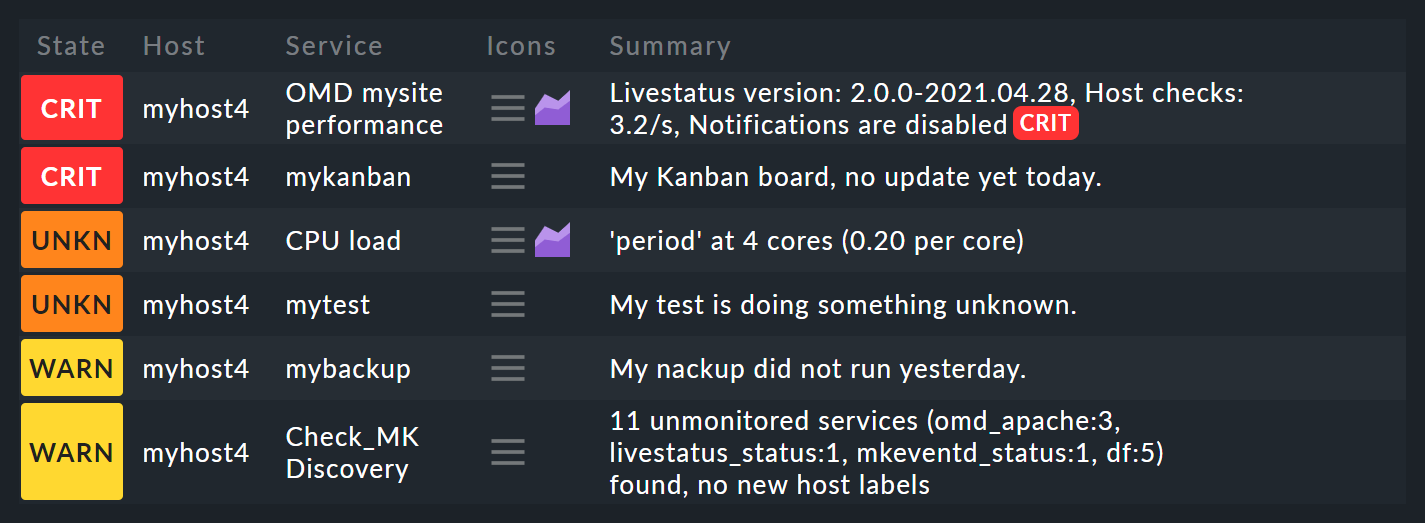 State Host Service Icons Summary
CRIT myhost4 OMD mysite performance Livestatus version: 2.0.0-2021.04.28, Host checks:
3.2/s, Notifications are disabled CRIT
CRIT myhost4 mykanban My Kanban board, no update yet today.
UNKN myhost4 CPU load 'period' at 4 cores (0.20 per core)
UNKN myhost4 mytest My test is doing something unknown.
WARN myhost4 mybackup My nackup did not run yesterday.
WARN myhost4 Check_MK Discovery 11 unmonitored services (omd_apache:3,
livestatus_status:1, mkeventd_status:1, df:5)
found, no new host labels